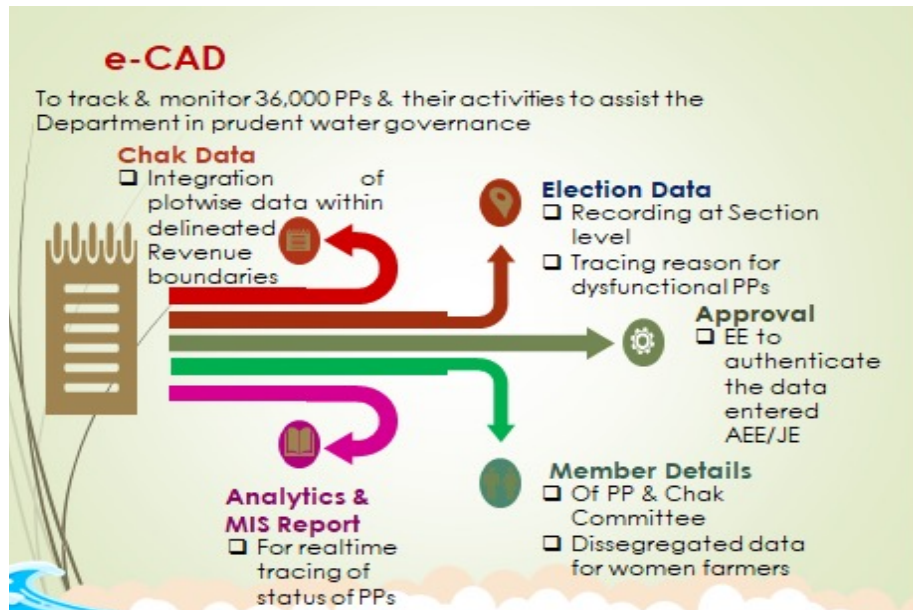 e-CAD
To track & monitor 36,000 PPs & their activities to assist the
Department in prudent water governance
Chak Data
❑ Integration of
plotwise data within
delineated
Revenue
boundaries
Election Data
❑ Recording at Section
level
❑ Tracing reason for
dysfunctional PPs
Approval
❑ EE to
authenticate
the data
entered
AEE/JE
Member Details
❑ Of PP & Chak
Committee
❑ Dissegregated data
for women farmers
Analytics &
MIS Report
❑ For realtime
tracing of
status of PPs